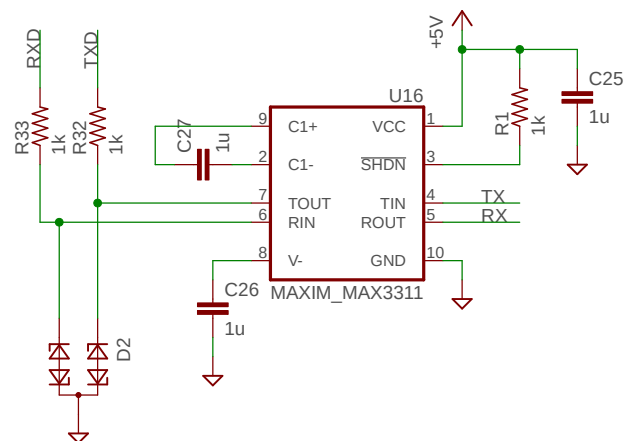 +5V
RXD
TXD
U16
C25
1u
R33
1k
R32
1k
C27
1u
R1
1k
9 C1+ VCC 1
2 C1- SHDN 3
7 TOUT TIN 4 TX
6 RIN ROUT 5 RX
8 V- GND 10
C26
1u
MAXIM_MAX3311
D2